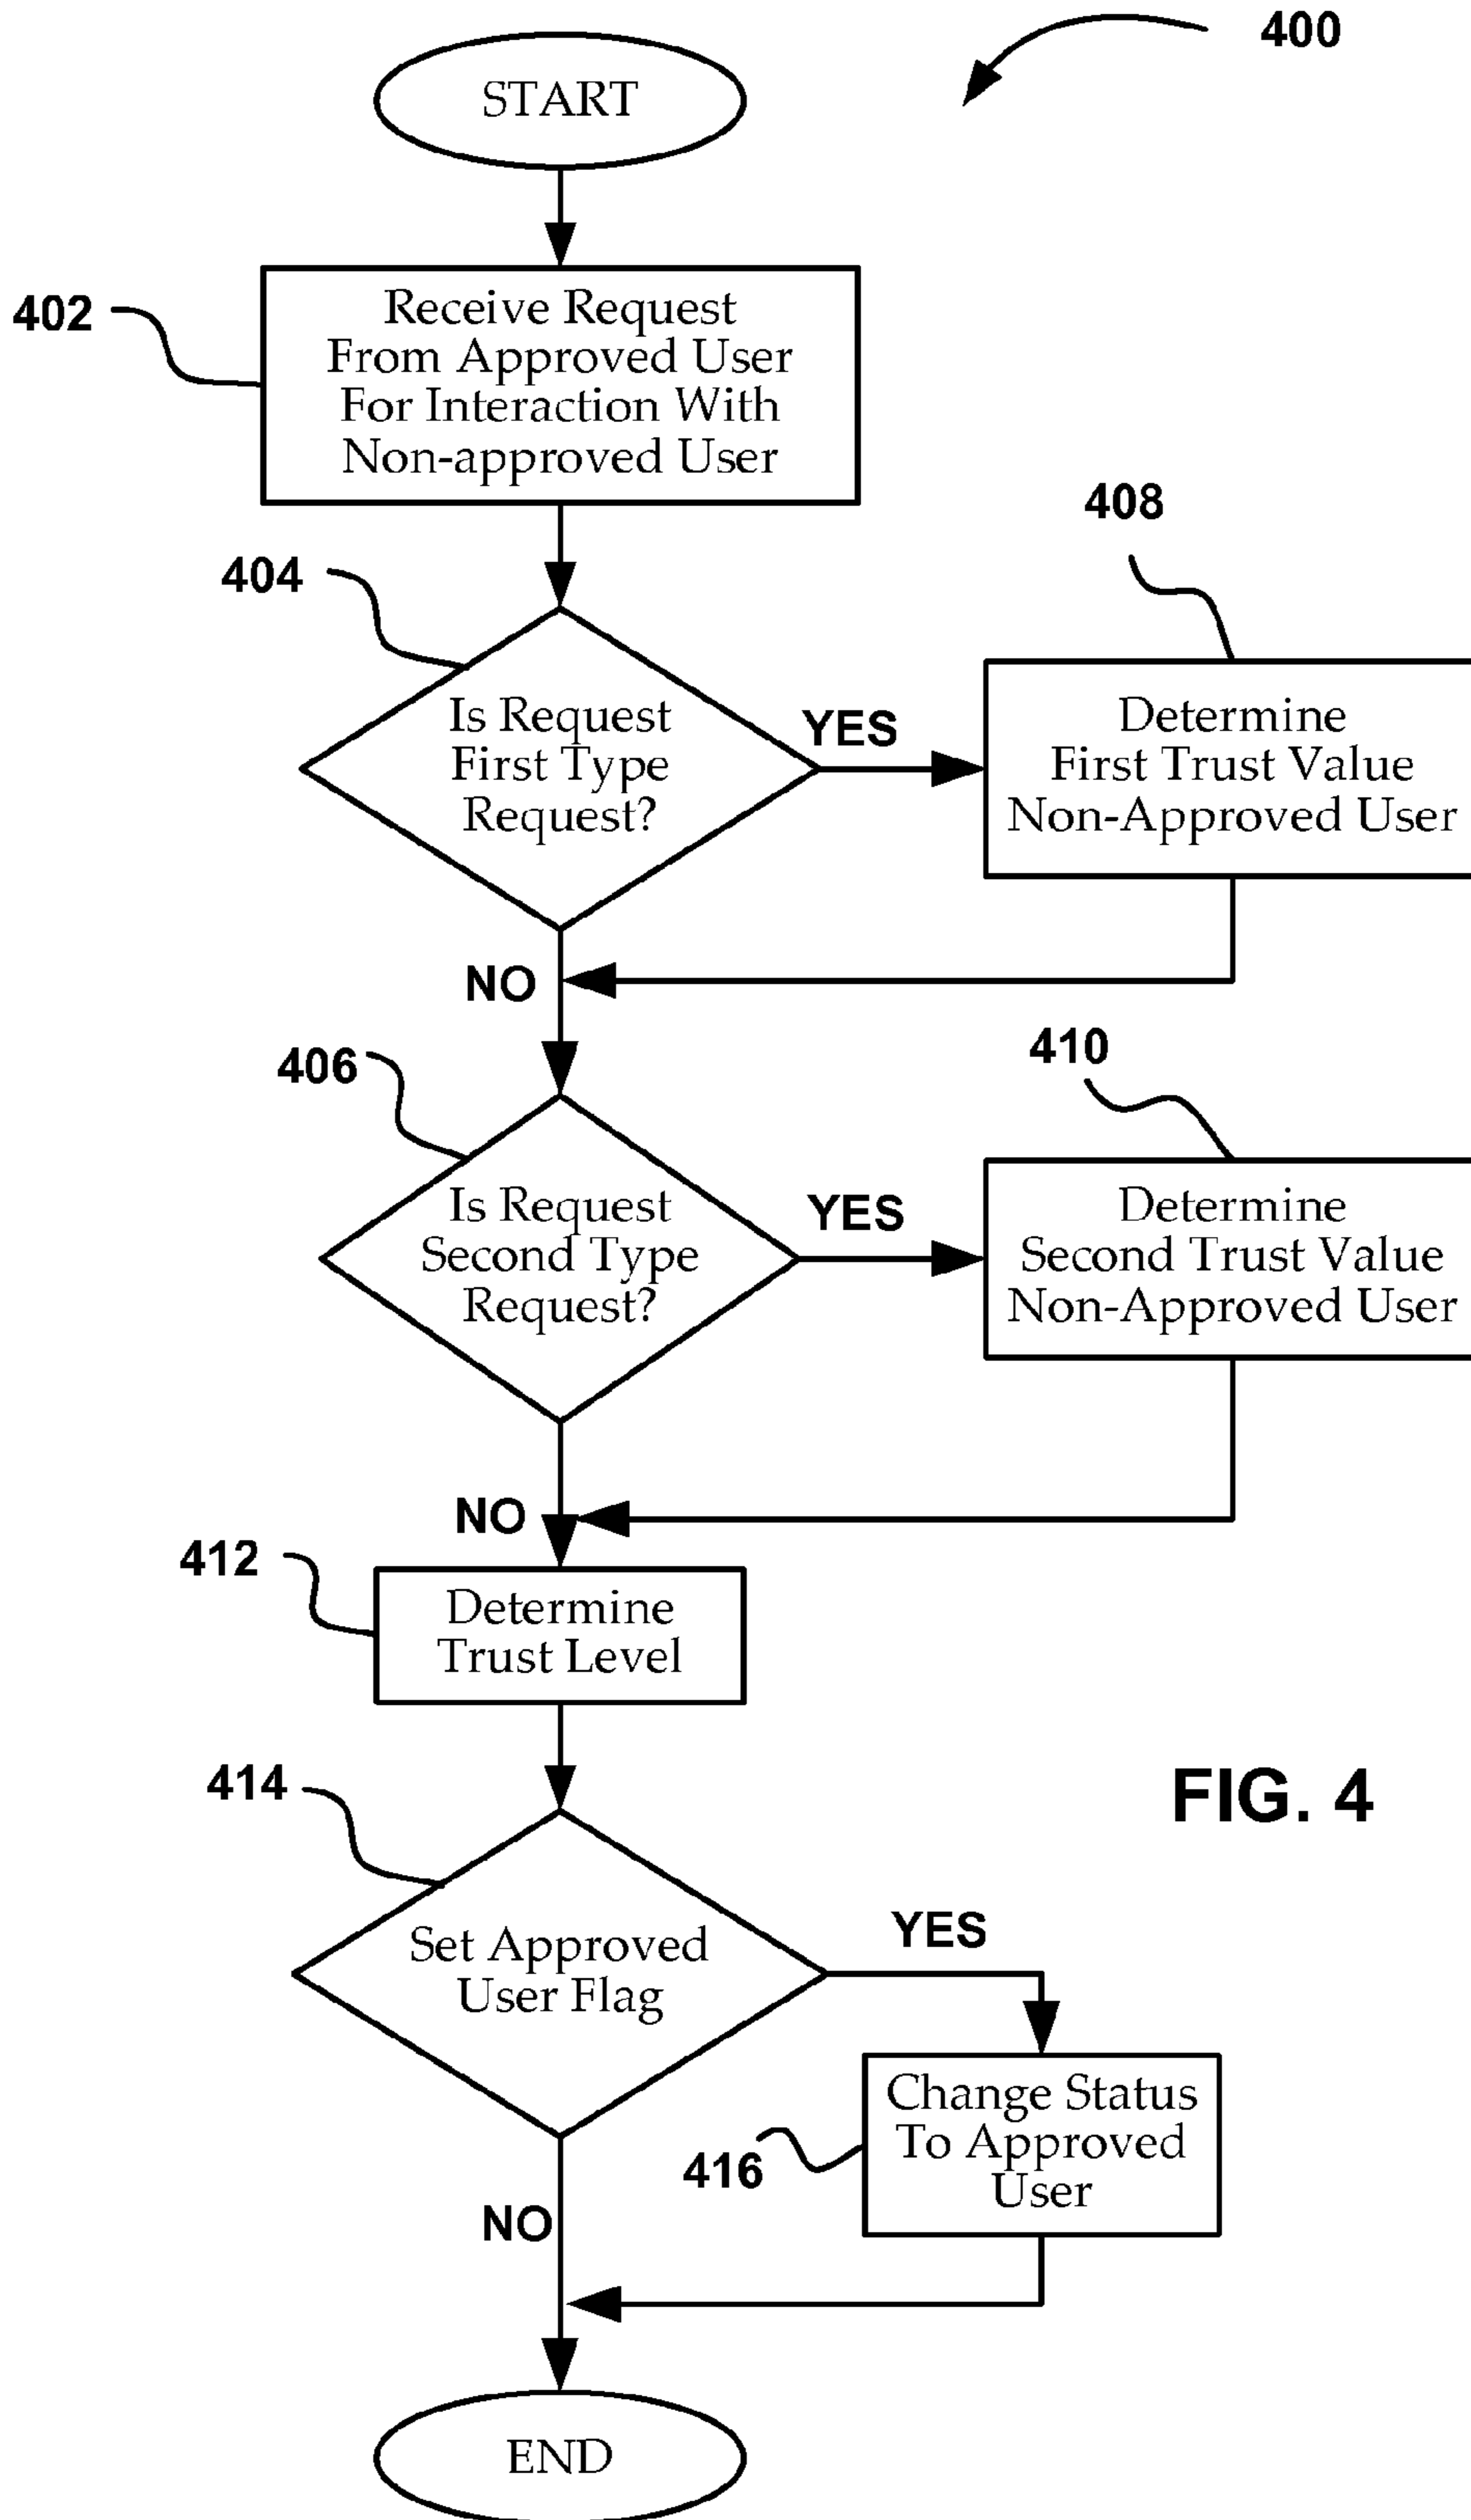 400
START
402
Receive Request
From Approved User
For Interaction With
Non-approved User
408
404
Is Request
First Type
Request?
YES
Determine
First Trust Value
Non-Approved User
NO
406
410
Is Request
Second Type
Request?
YES
Determine
Second Trust Value
Non-Approved User
NO
412
Determine
Trust Level
414
FIG. 4
Set Approved
User Flag
YES
Change Status
To Approved
User
416
NO
END